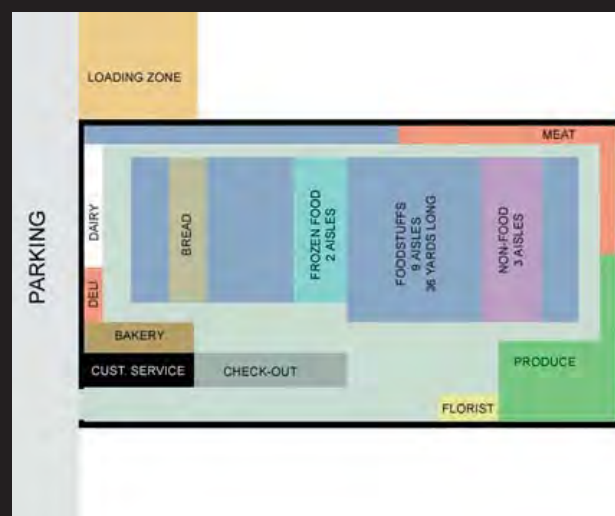 LOADING ZONE
MEAT
PARKING
DAIRY
BREAD
FROZEN FOOD
2 AISLES
FOODSTUFFS
9 AISLES
36 YARDS LONG
NON-FOOD
3 AISLES
DELI
BAKERY
CUST. SERVICE
CHECK-OUT
PRODUCE
FLORIST